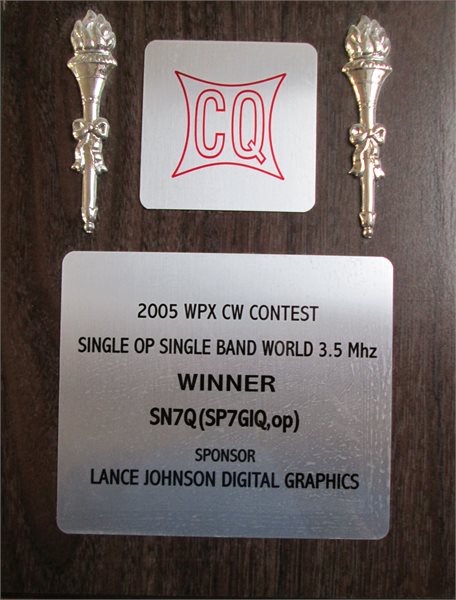 CQ
2005 WPX CW CONTEST
SINGLE OP SINGLE BAND WORLD 3.5 Mhz
WINNER
SN7Q(SP7GIQ,op)
SPONSOR
LANCE JOHNSON DIGITAL GRAPHICS